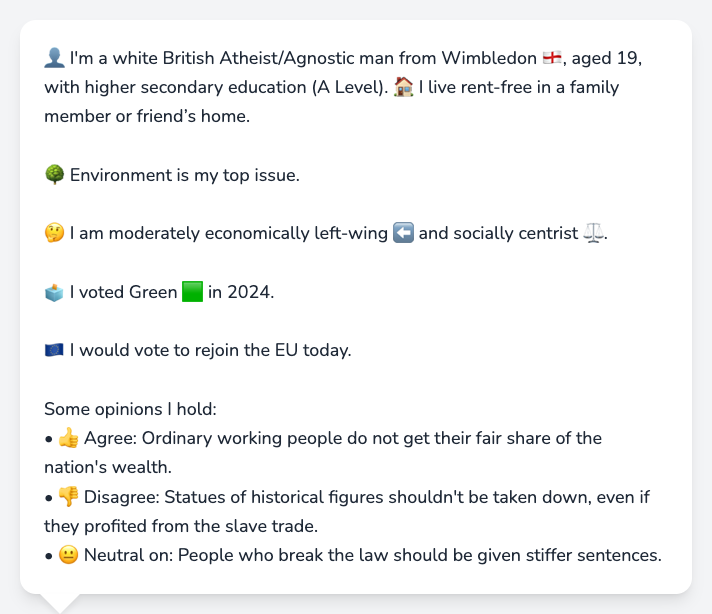 👤 I'm a white British Atheist/Agnostic man from Wimbledon 🏴󠁧󠁢󠁥󠁮󠁧󠁿, aged 19,
with higher secondary education (A Level). 🏠 I live rent-free in a family
member or friend’s home.
🌳 Environment is my top issue.
🤔 I am moderately economically left-wing ⬅️ and socially centrist ⚖️.
🗳️ I voted Green 🟩 in 2024.
🇪🇺 I would vote to rejoin the EU today.
Some opinions I hold:
• 👍 Agree: Ordinary working people do not get their fair share of the
nation's wealth.
• 👎 Disagree: Statues of historical figures shouldn't be taken down, even if
they profited from the slave trade.
• 😐 Neutral on: People who break the law should be given stiffer sentences.